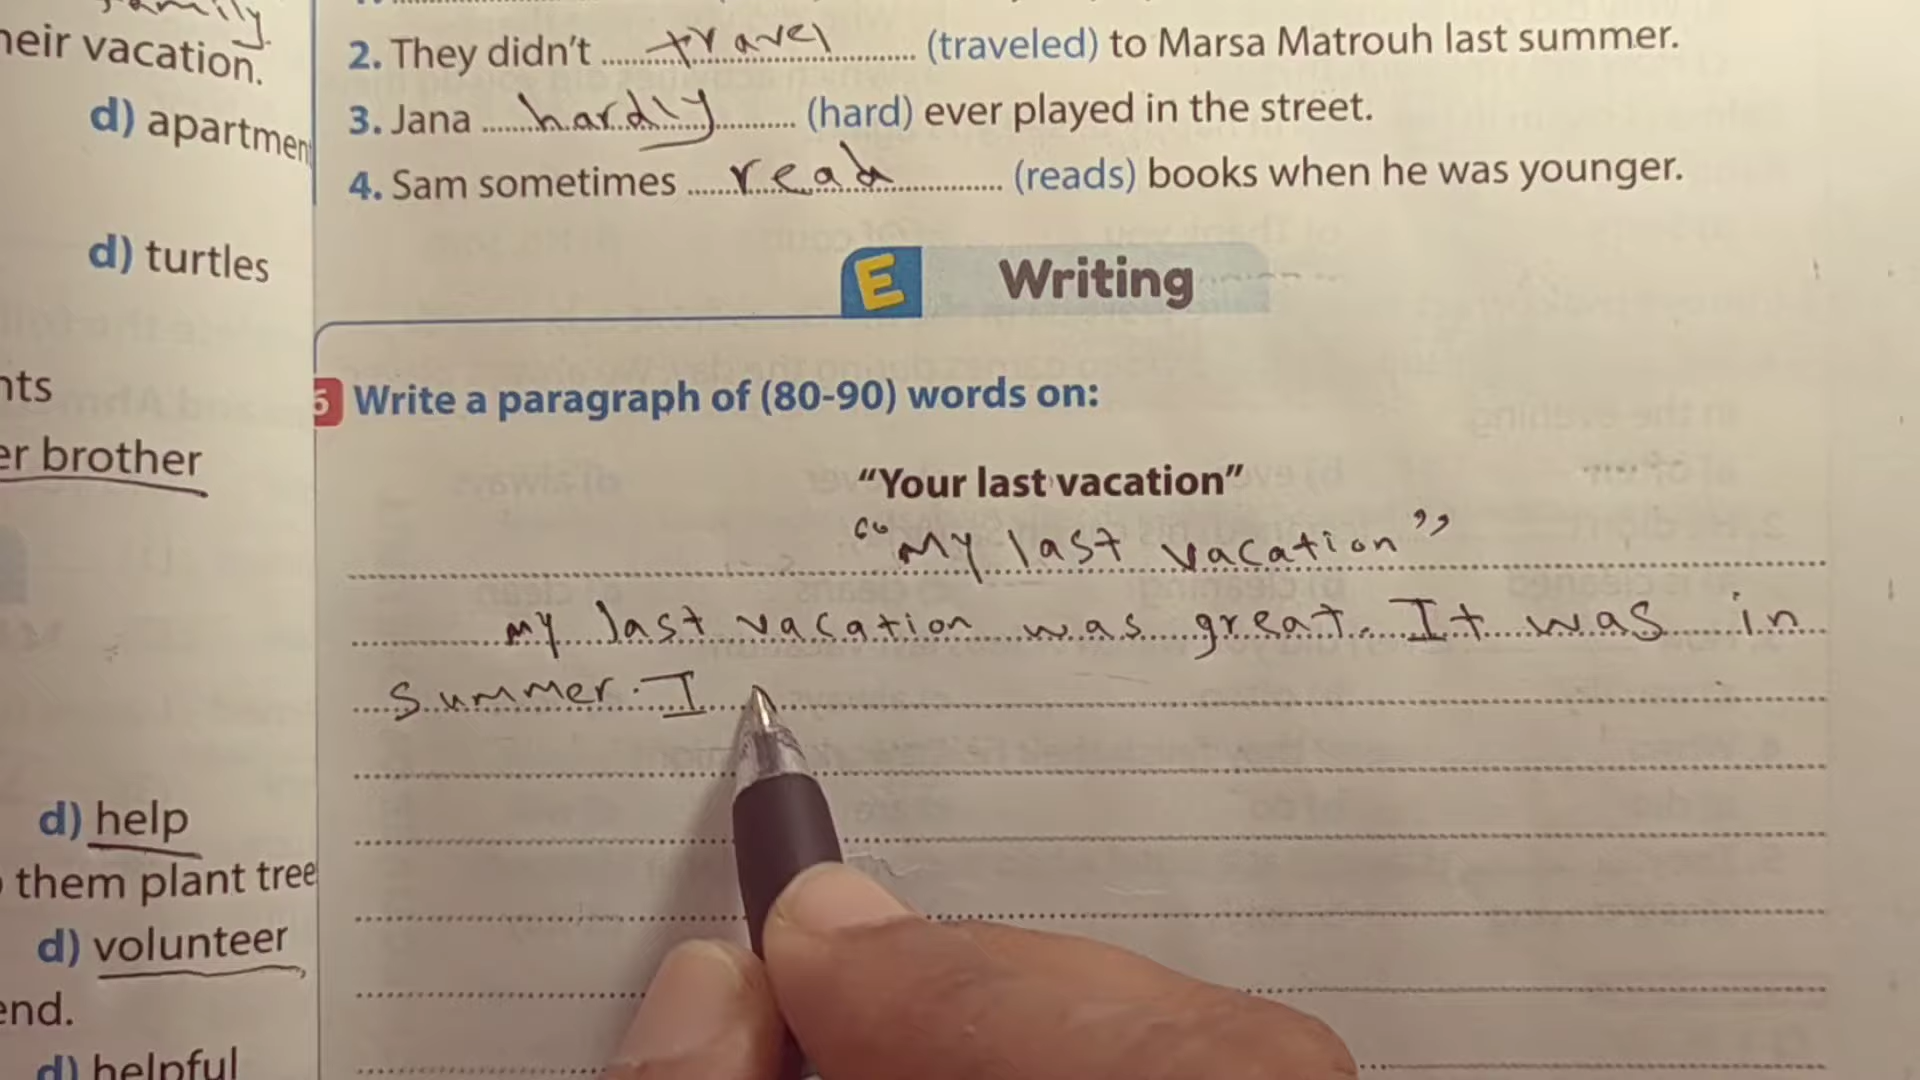 family.
heir vacation.
d) apartmen
d) turtles
nts
er brother
d) help
them plant tree
d) volunteer
end.
d) helpful
2. They didn't ... travel ... (traveled) to Marsa Matrouh last summer.
3. Jana ... hardly ... (hard) ever played in the street.
4. Sam sometimes ... read ... (reads) books when he was younger.
E Writing
6 Write a paragraph of (80-90) words on:
"Your last vacation"
"My last vacation"
my last vacation was great. It was in
summer. I